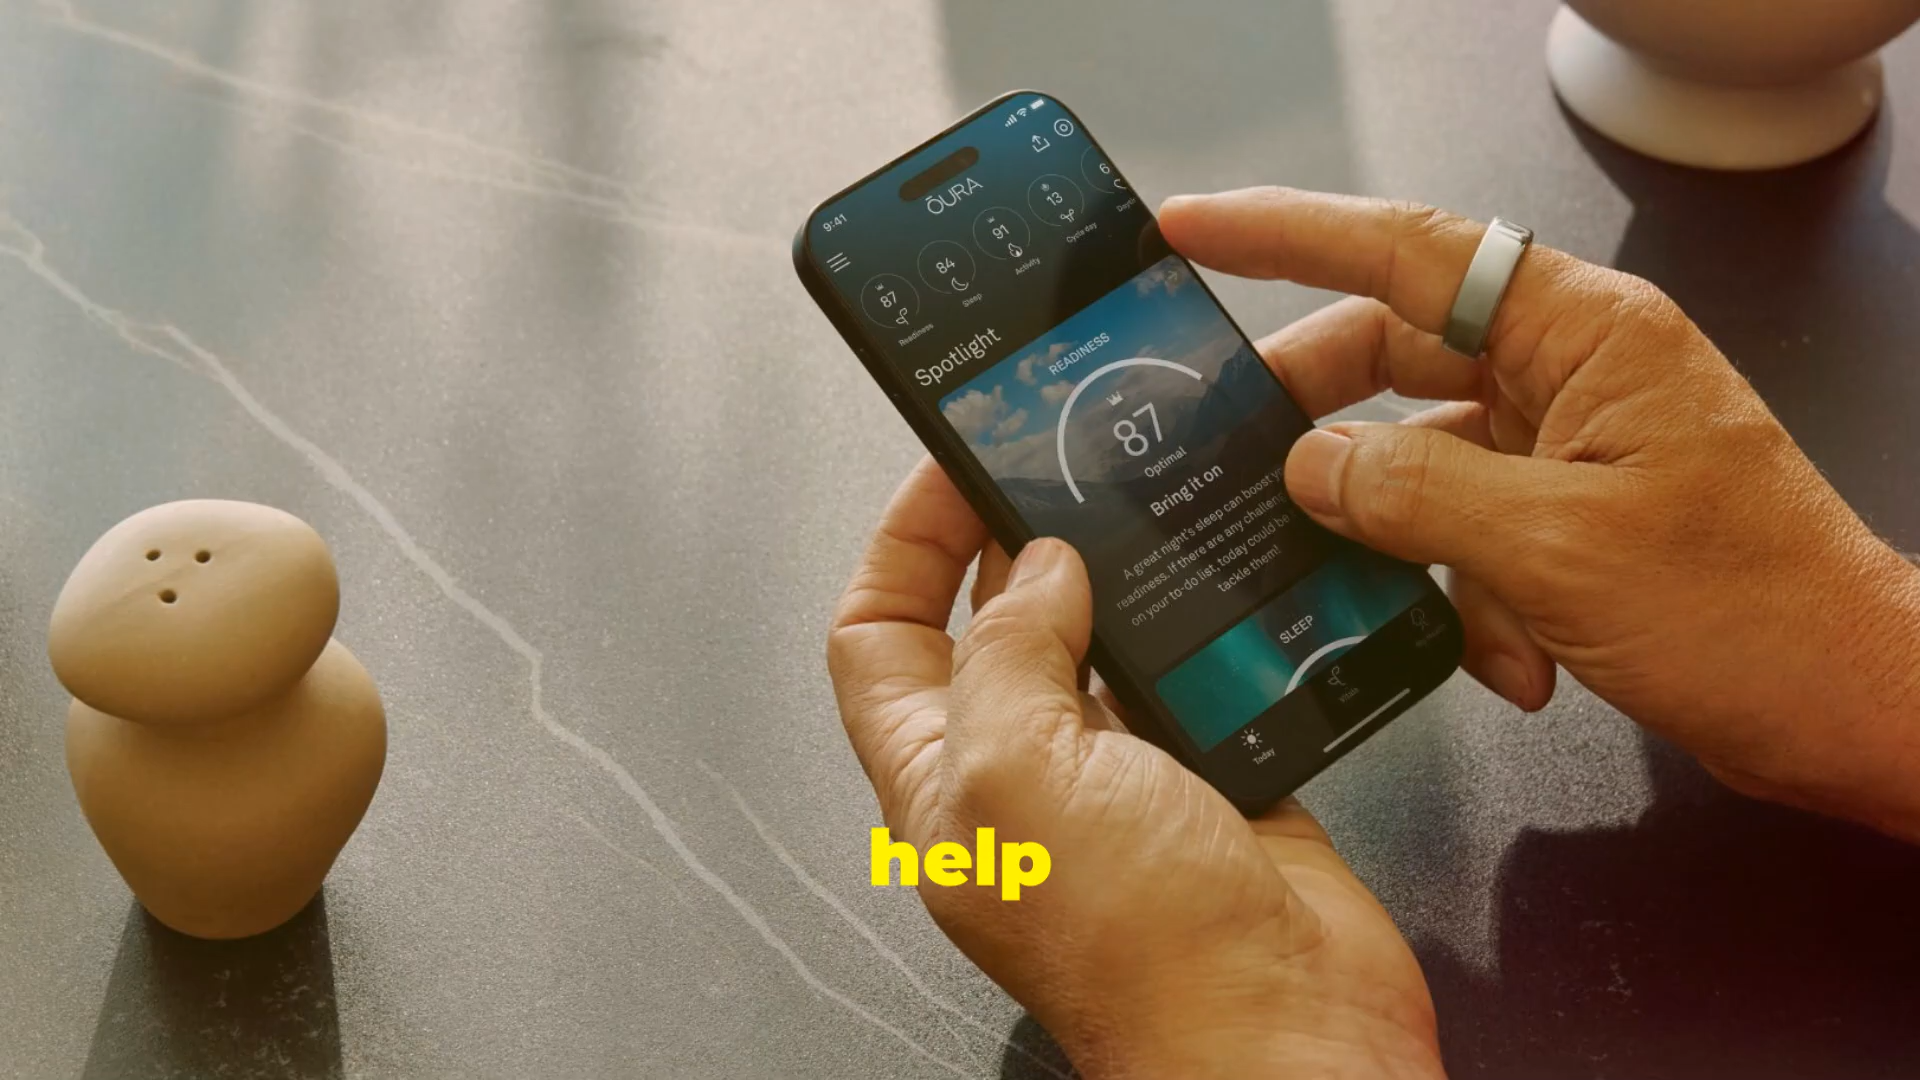 9:41
ŌURA
87
Readiness
84
Sleep
91
Activity
13
Cycle day
6
Spotlight
READINESS
87
Optimal
Bring it on
A great night's sleep can boost
readiness. If there are any
on your to-do list, today could be
tackle them!
SLEEP
Today
Vitals
help